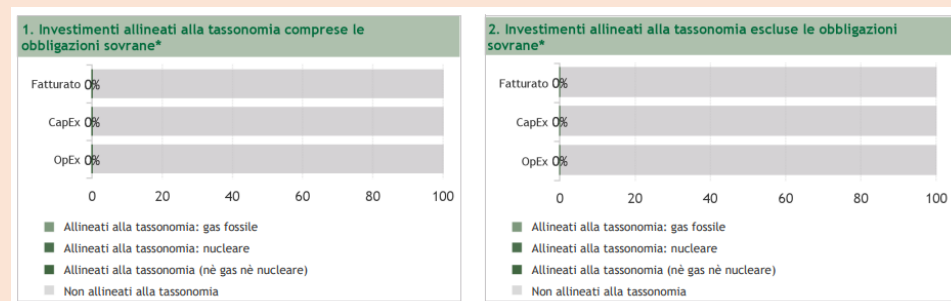 1. Investimenti allineati alla tassonomia comprese le
obbligazioni sovrane*
Fatturato 0%
CapEx 0%
OpEx 0%
0 20 40 60 80 100
Allineati alla tassonomia: gas fossile
Allineati alla tassonomia: nucleare
Allineati alla tassonomia (nè gas nè nucleare)
Non allineati alla tassonomia
2. Investimenti allineati alla tassonomia escluse le obbligazioni
sovrane*
Fatturato 0%
CapEx 0%
OpEx 0%
0 20 40 60 80 100
Allineati alla tassonomia: gas fossile
Allineati alla tassonomia: nucleare
Allineati alla tassonomia (nè gas nè nucleare)
Non allineati alla tassonomia